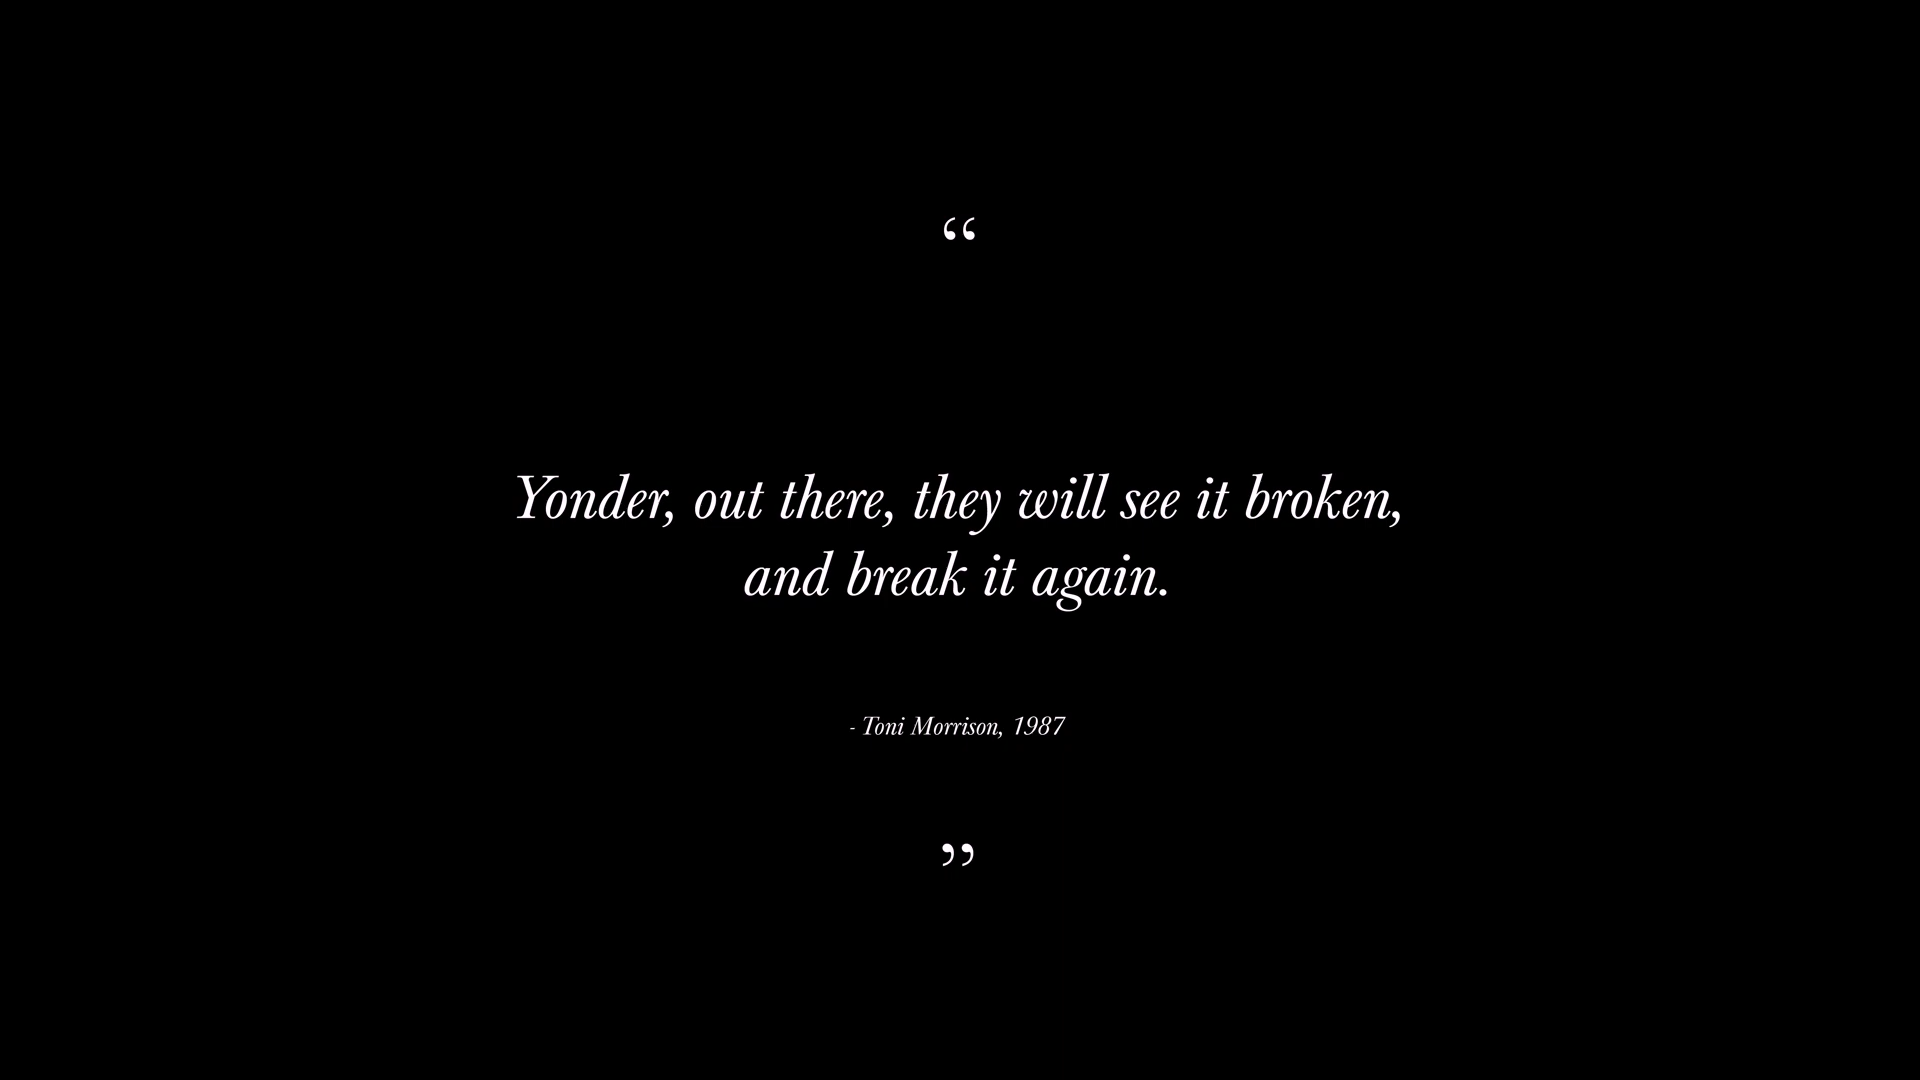 “
Yonder, out there, they will see it broken,
and break it again.
- Toni Morrison, 1987
”